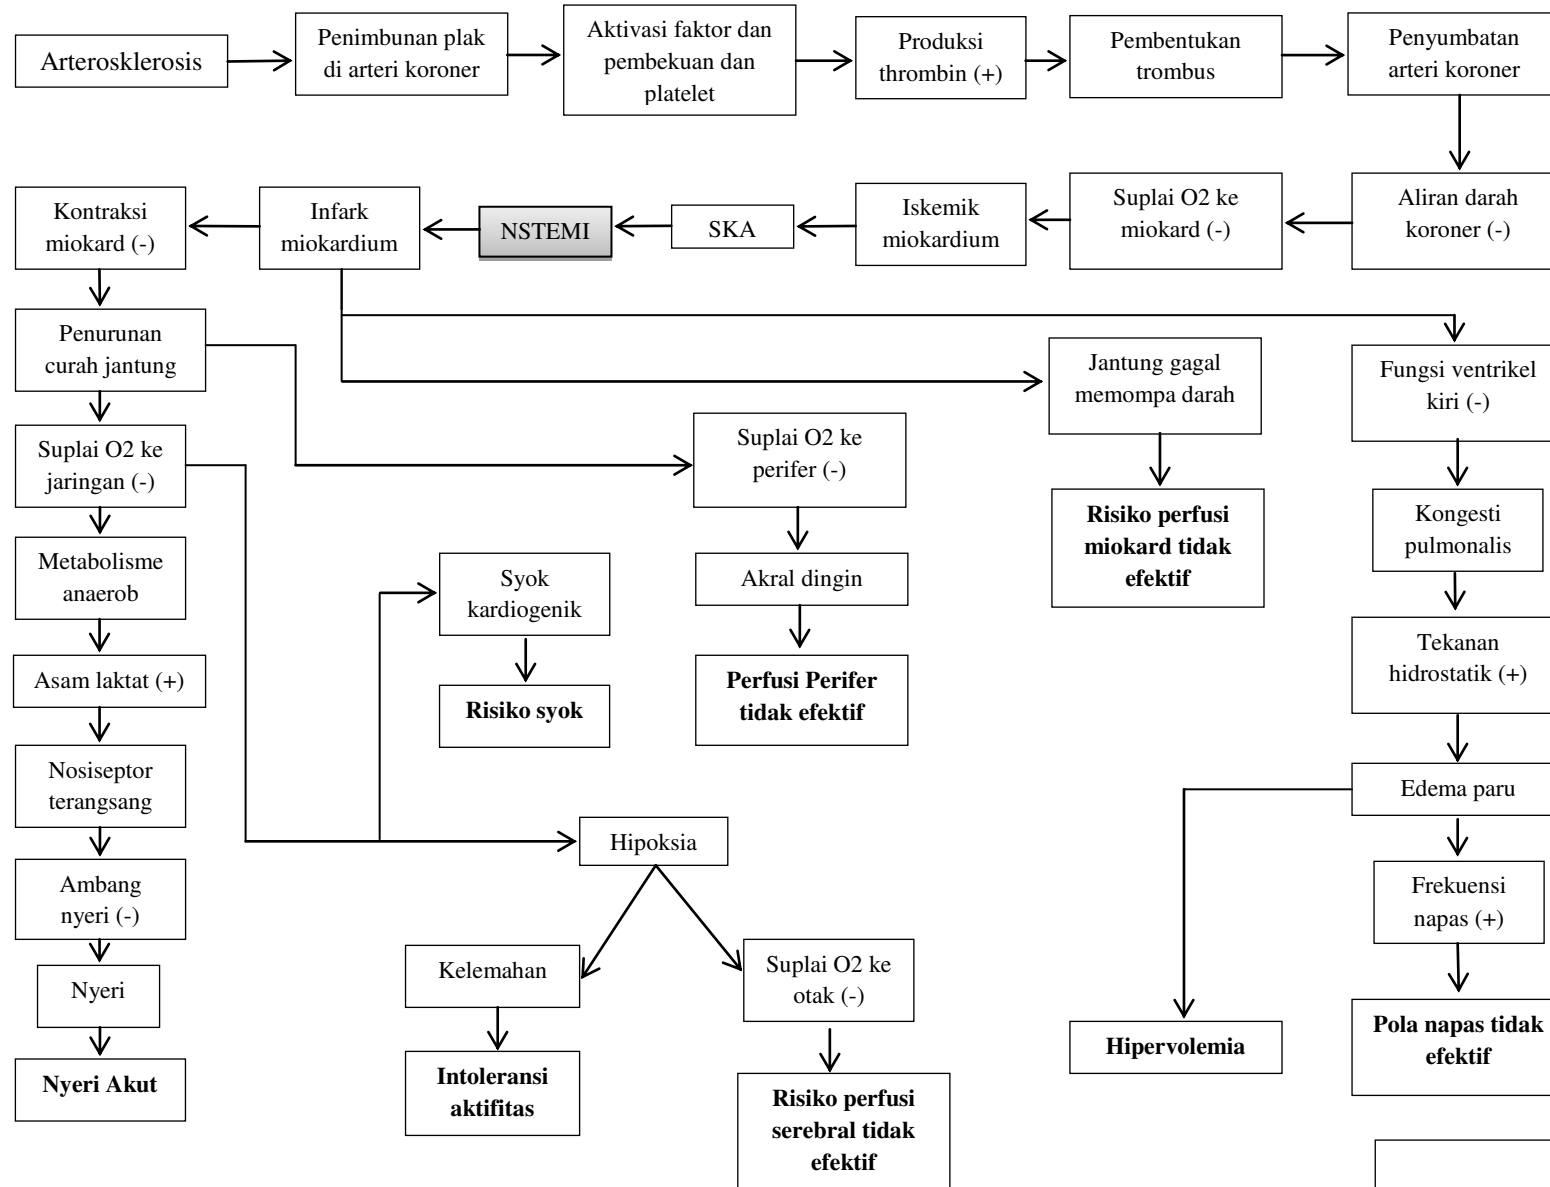 Arterosklerosis
Penimbunan plak
di arteri koroner
Aktivasi faktor dan
pembekuan dan
platelet
Produksi
thrombin (+)
Pembentukan
trombus
Penyumbatan
arteri koroner
Kontraksi
miokard (-)
Infark
miokardium
NSTEMI
SKA
Iskemik
miokardium
Suplai O2 ke
miokard (-)
Aliran darah
koroner (-)
Penurunan
curah jantung
Jantung gagal
memompa darah
Fungsi ventrikel
kiri (-)
Suplai O2 ke
jaringan (-)
Suplai O2 ke
perifer (-)
Risiko perfusi
miokard tidak
efektif
Kongesti
pulmonalis
Metabolisme
anaerob
Syok
kardiogenik
Akral dingin
Tekanan
hidrostatik (+)
Asam laktat (+)
Risiko syok
Perfusi Perifer
tidak efektif
Nosiseptor
terangsang
Edema paru
Hipoksia
Ambang
nyeri (-)
Frekuensi
napas (+)
Kelemahan
Suplai O2 ke
otak (-)
Nyeri
Hipervolemia
Pola napas tidak
efektif
Nyeri Akut
Intoleransi
aktifitas
Risiko perfusi
serebral tidak
efektif